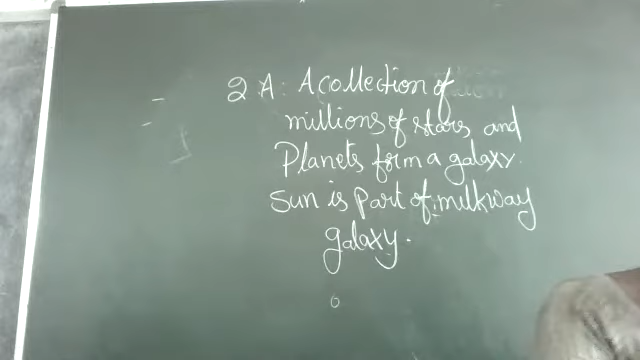 2 A: A collection of
millions of stars and
Planets form a galaxy.
Sun is part of milkway
galaxy.